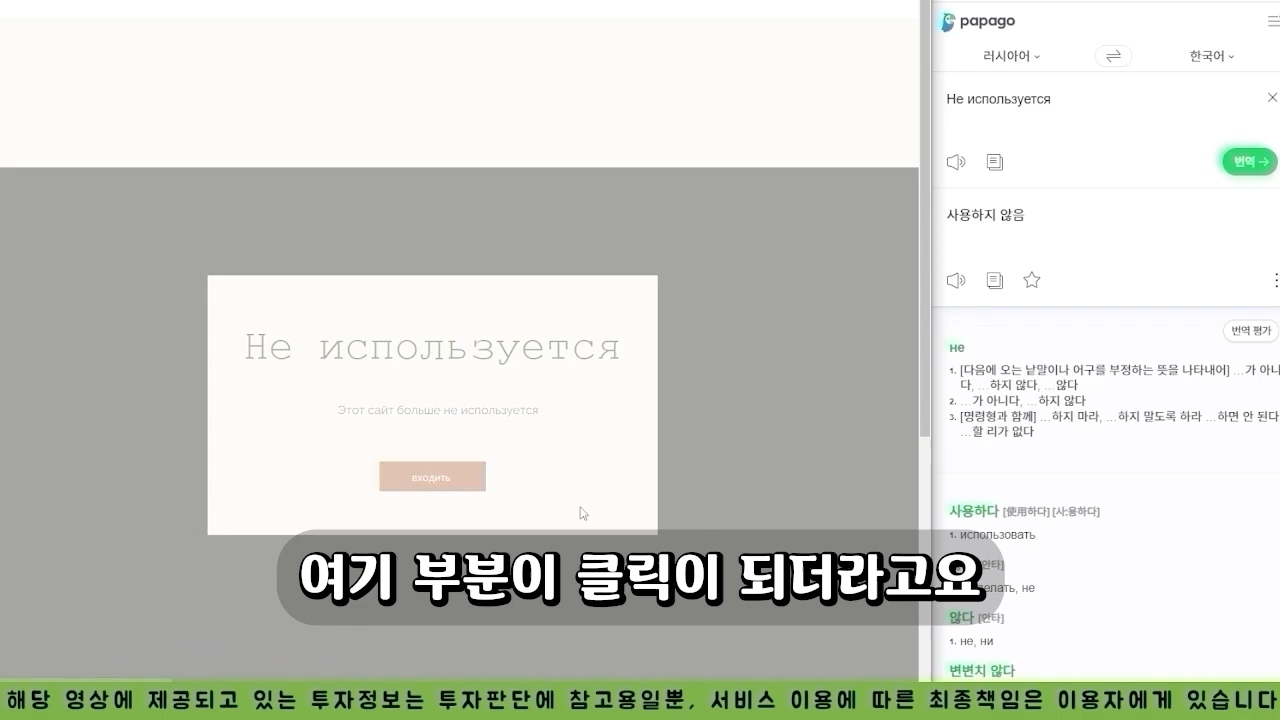 Не используется
Этот сайт больше не используется
входить
papago
러시아어
한국어
Не используется
번역
사용하지 않음
번역 평가
не
1. [다음에 오는 낱말이나 어구를 부정하는 뜻을 나타내어] …가 아니
다, …하지 않다, …않다
2. …가 아니다, …하지 않다
3. [명령형과 함께] …하지 마라, …하지 말도록 하라 …하면 안 된다
…할 리가 없다
사용하다 [使用하다] [사:용하다]
1. использовать
안타]
елать, не
않다 [안타]
1. не, ни
변변치 않다
여기 부분이 클릭이 되더라고요
해당 영상에 제공되고 있는 투자정보는 투자판단에 참고용일뿐, 서비스 이용에 따른 최종책임은 이용자에게 있습니다